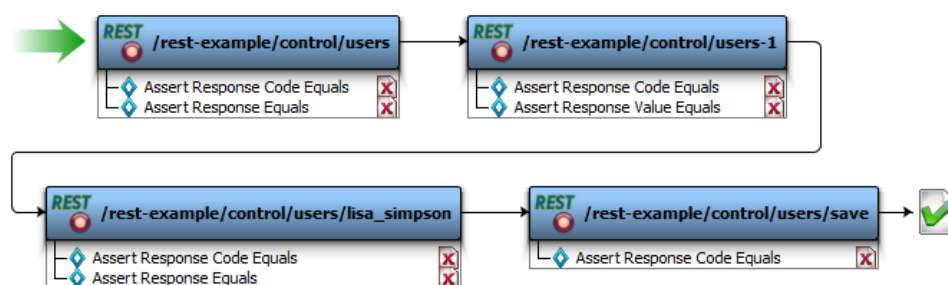 REST
/rest-example/control/users
Assert Response Code Equals
Assert Response Equals
REST
/rest-example/control/users-1
Assert Response Code Equals
Assert Response Value Equals
REST
/rest-example/control/users/lisa_simpson
Assert Response Code Equals
Assert Response Equals
REST
/rest-example/control/users/save
Assert Response Code Equals